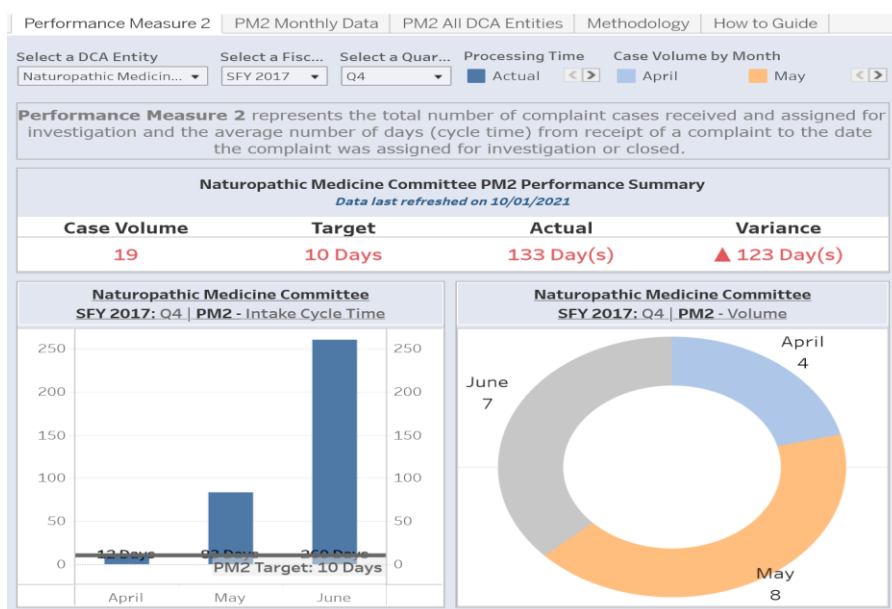 Performance Measure 2 PM2 Monthly Data PM2 All DCA Entities Methodology How to Guide
Select a DCA Entity Select a Fisc... Select a Quar... Processing Time Case Volume by Month
Naturopathic Medicin... SFY 2017 Q4 Actual April May
Performance Measure 2 represents the total number of complaint cases received and assigned for
investigation and the average number of days (cycle time) from receipt of a complaint to the date
the complaint was assigned for investigation or closed.
Naturopathic Medicine Committee PM2 Performance Summary
Data last refreshed on 10/01/2021
Case Volume Target Actual Variance
19 10 Days 133 Day(s) ▲ 123 Day(s)
Naturopathic Medicine Committee
SFY 2017: Q4 | PM2 - Intake Cycle Time
250 250
200 200
150 150
100 100
50 50
0 0
12 Days 83 Days 260 Days
PM2 Target: 10 Days
April May June
Naturopathic Medicine Committee
SFY 2017: Q4 | PM2 - Volume
April
4
June
7
May
8